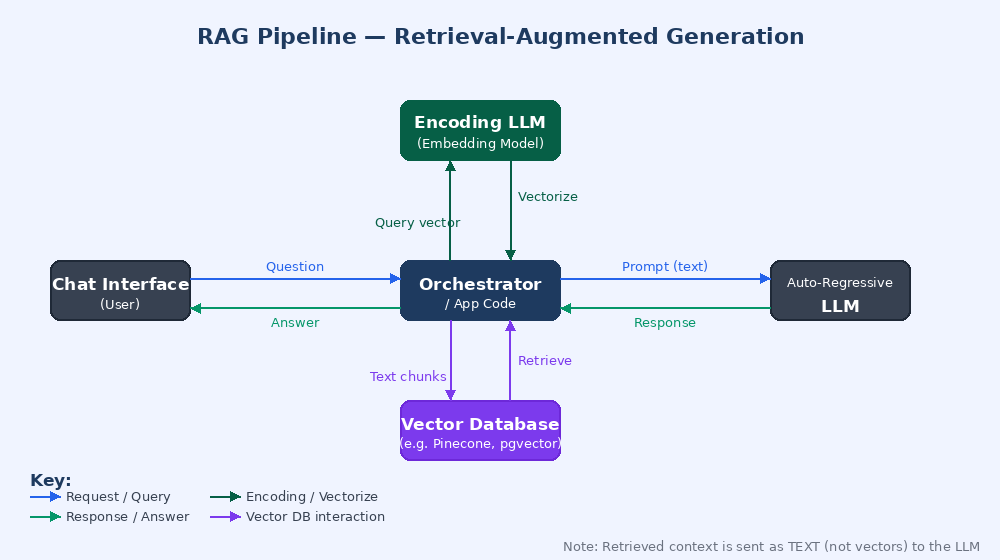 RAG Pipeline — Retrieval-Augmented Generation
Encoding LLM
(Embedding Model)
Query vector
Vectorize
Chat Interface
(User)
Question
Answer
Orchestrator
/ App Code
Prompt (text)
Response
Auto-Regressive
LLM
Text chunks
Retrieve
Vector Database
(e.g. Pinecone, pgvector)
Key:
Request / Query
Encoding / Vectorize
Response / Answer
Vector DB interaction
Note: Retrieved context is sent as TEXT (not vectors) to the LLM